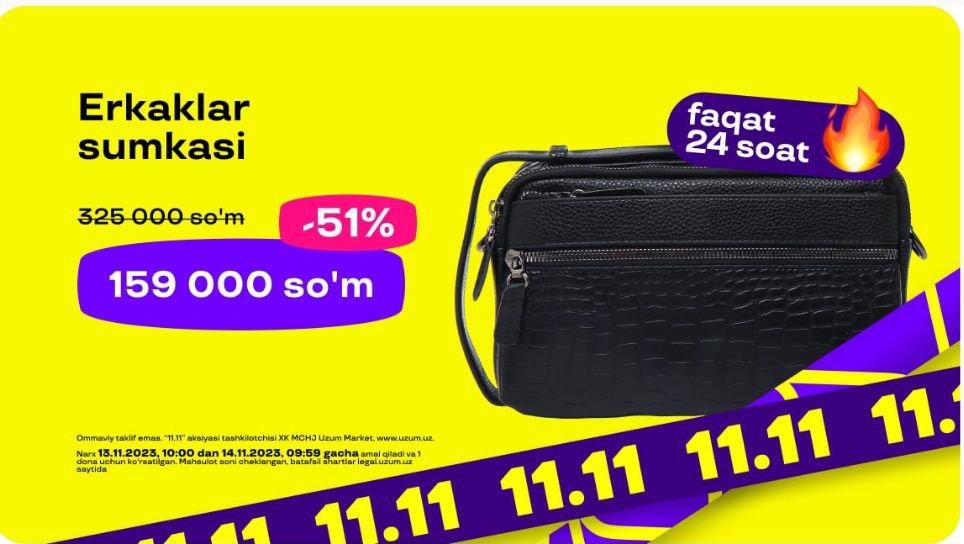 Erkaklar
sumkasi
325 000 so'm
-51%
159 000 so'm
faqat
24 soat
Ommaviy taklif emas. "11.11" aksiyasi tashkilotchisi XK MCHJ Uzum Market, www.uzum.uz.
Narx 13.11.2023, 10:00 dan 14.11.2023, 09:59 gacha amal qiladi va 1
dona uchun ko'rsatilgan. Mahsulot soni cheklangan, batafsil shartlar legal.uzum.uz
saytida
11.11 11.11 11.11 11.11 11.